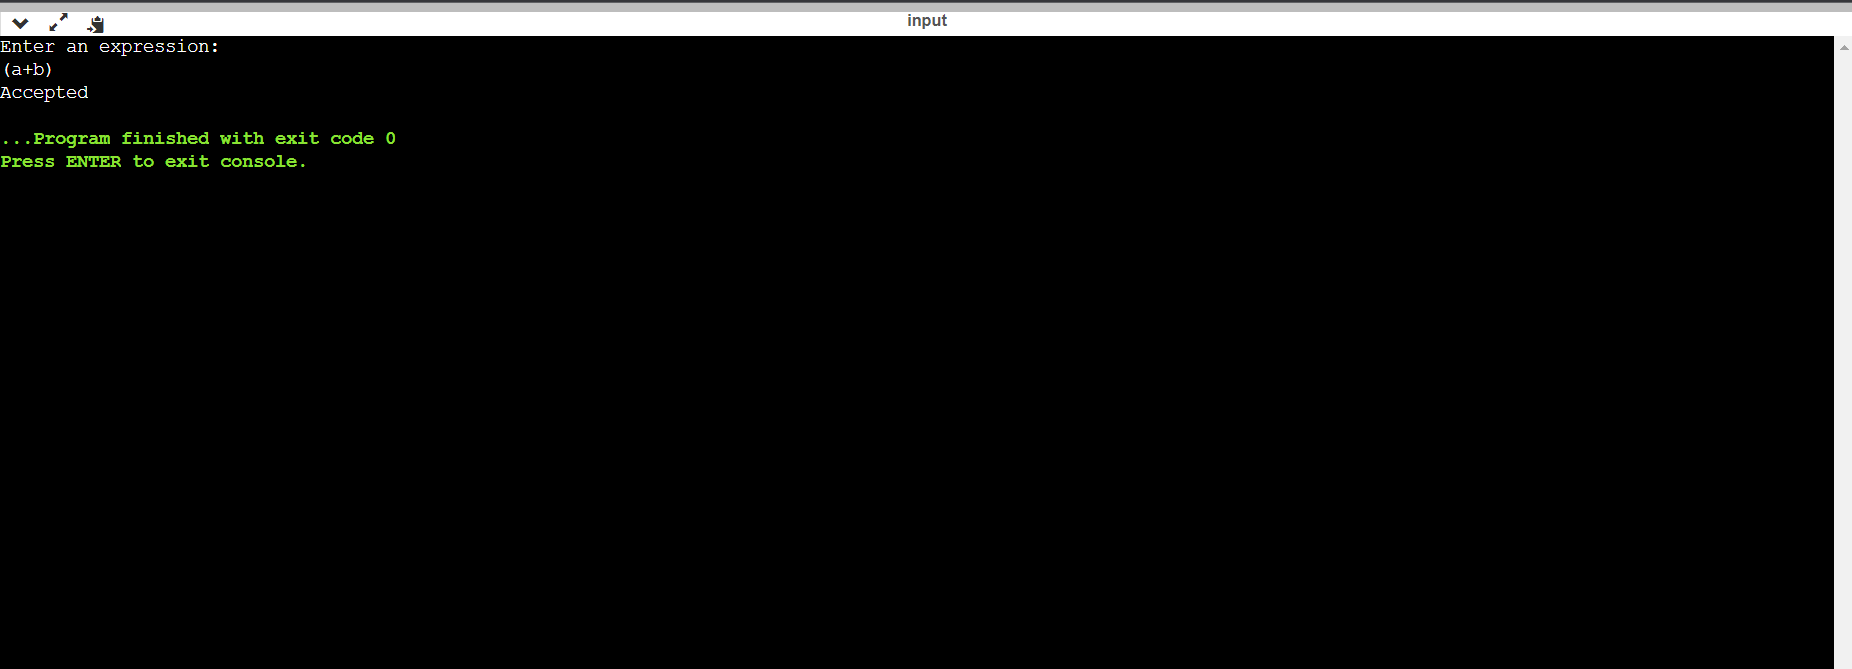 input
Enter an expression:
(a+b)
Accepted
...Program finished with exit code 0
Press ENTER to exit console.